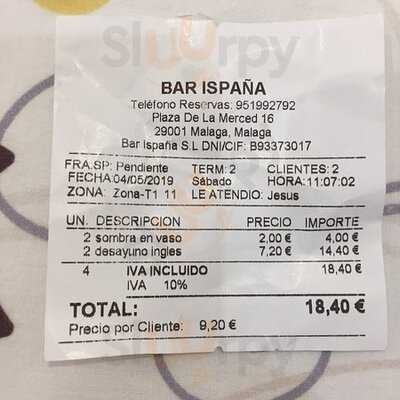 Sluurpy
BAR ISPAÑA
Teléfono Reservas: 951992792
Plaza De La Merced 16
29001 Malaga, Malaga
Bar Ispaña S.L DNI/CIF: B93373017
FRA.SP: Pendiente TERM: 2 CLIENTES: 2
FECHA:04/05/2019 Sábado HORA:11:07:02
ZONA: Zona-T1 11 LE ATENDIO: Jesus
UN. DESCRIPCION PRECIO IMPORTE
2 sombra en vaso 2,00 € 4,00 €
2 desayuno ingles 7,20 € 14,40 €
4 IVA INCLUIDO 18,40 €
IVA 10%
TOTAL: 18,40 €
Precio por Cliente: 9,20 €
Sluurpy